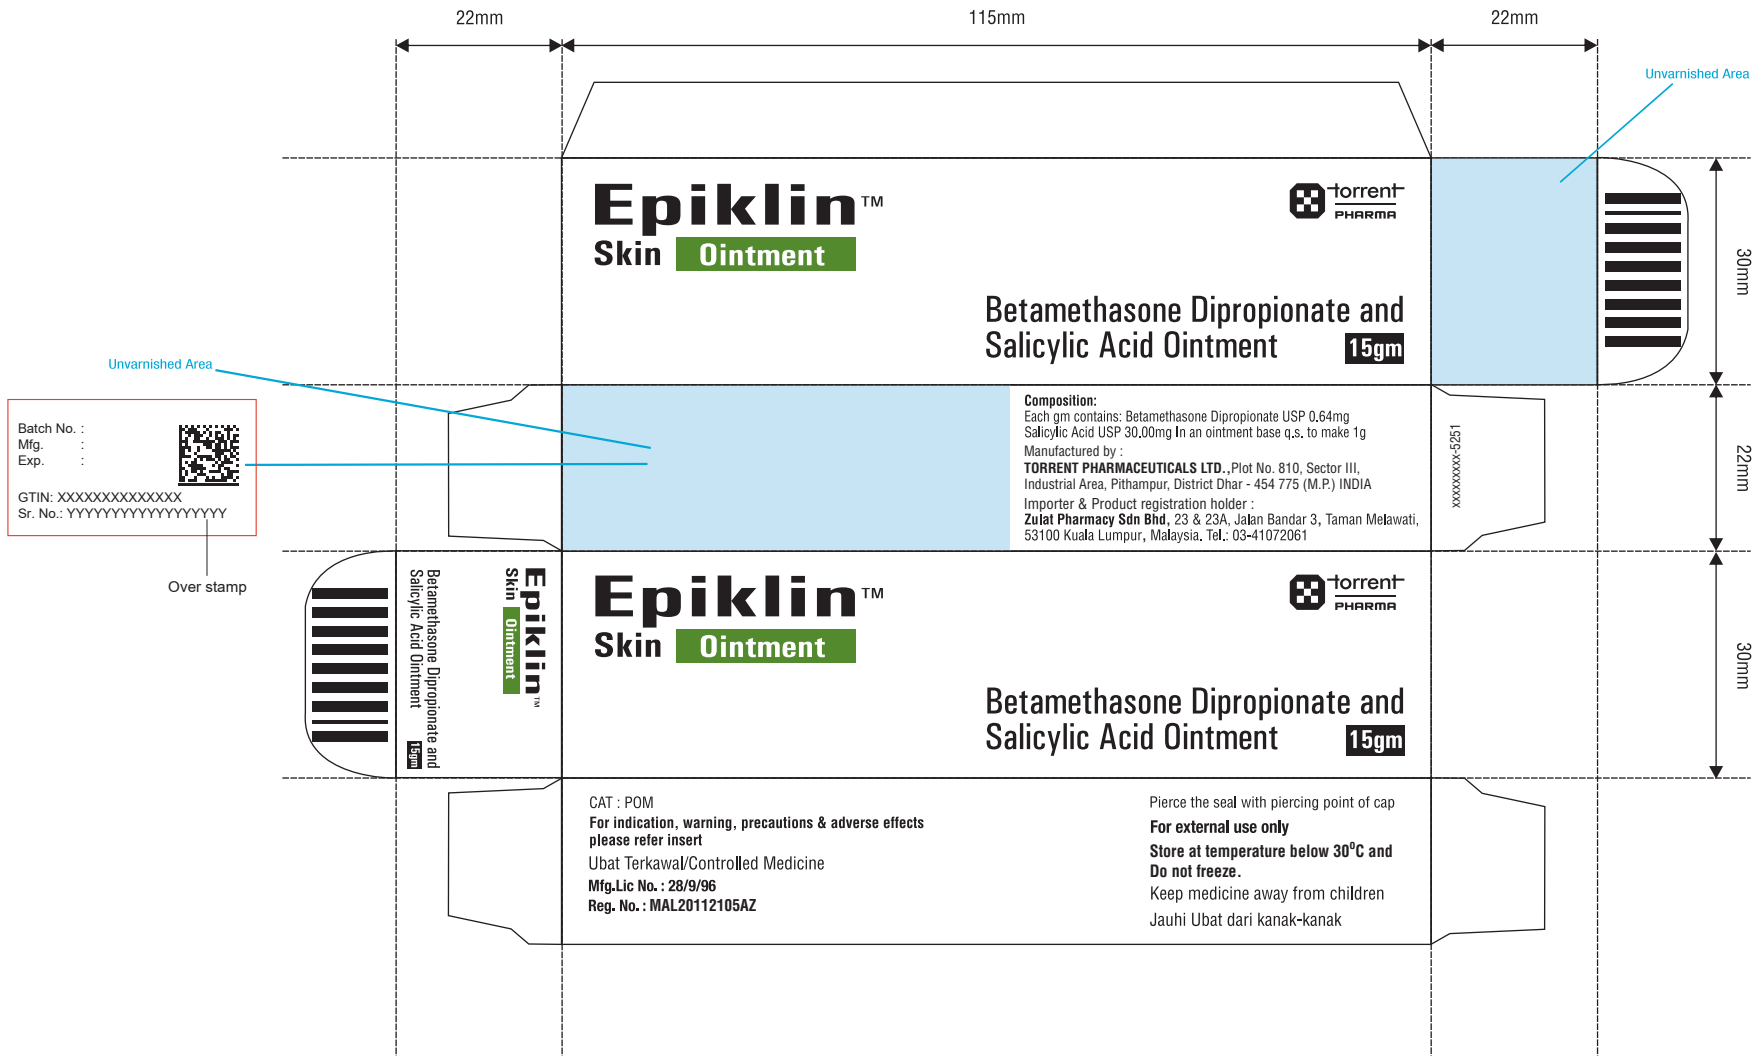 22mm
115mm
22mm
Unvarnished Area
Epiklin™
Skin Ointment
torrent
PHARMA
Betamethasone Dipropionate and
Salicylic Acid Ointment 15gm
30mm
Unvarnished Area
Batch No. :
Mfg. :
Exp. :
GTIN: XXXXXXXXXXXXXX
Sr. No.: YYYYYYYYYYYYYYYYYY
Over stamp
Composition:
Each gm contains: Betamethasone Dipropionate USP 0.64mg
Salicylic Acid USP 30.00mg In an ointment base q.s. to make 1g
Manufactured by :
TORRENT PHARMACEUTICALS LTD.,Plot No. 810, Sector III,
Industrial Area, Pithampur, District Dhar - 454 775 (M.P.) INDIA
Importer & Product registration holder :
Zulat Pharmacy Sdn Bhd, 23 & 23A, Jalan Bandar 3, Taman Melawati,
53100 Kuala Lumpur, Malaysia. Tel.: 03-41072061
xxxxxxxxx-5251
22mm
Epiklin™
Skin Ointment
Betamethasone Dipropionate and
Salicylic Acid Ointment 15gm
Epiklin™
Skin Ointment
torrent
PHARMA
Betamethasone Dipropionate and
Salicylic Acid Ointment 15gm
30mm
CAT : POM
For indication, warning, precautions & adverse effects
please refer insert
Ubat Terkawal/Controlled Medicine
Mfg.Lic No. : 28/9/96
Reg. No. : MAL20112105AZ
Pierce the seal with piercing point of cap
For external use only
Store at temperature below 30⁰C and
Do not freeze.
Keep medicine away from children
Jauhi Ubat dari kanak-kanak